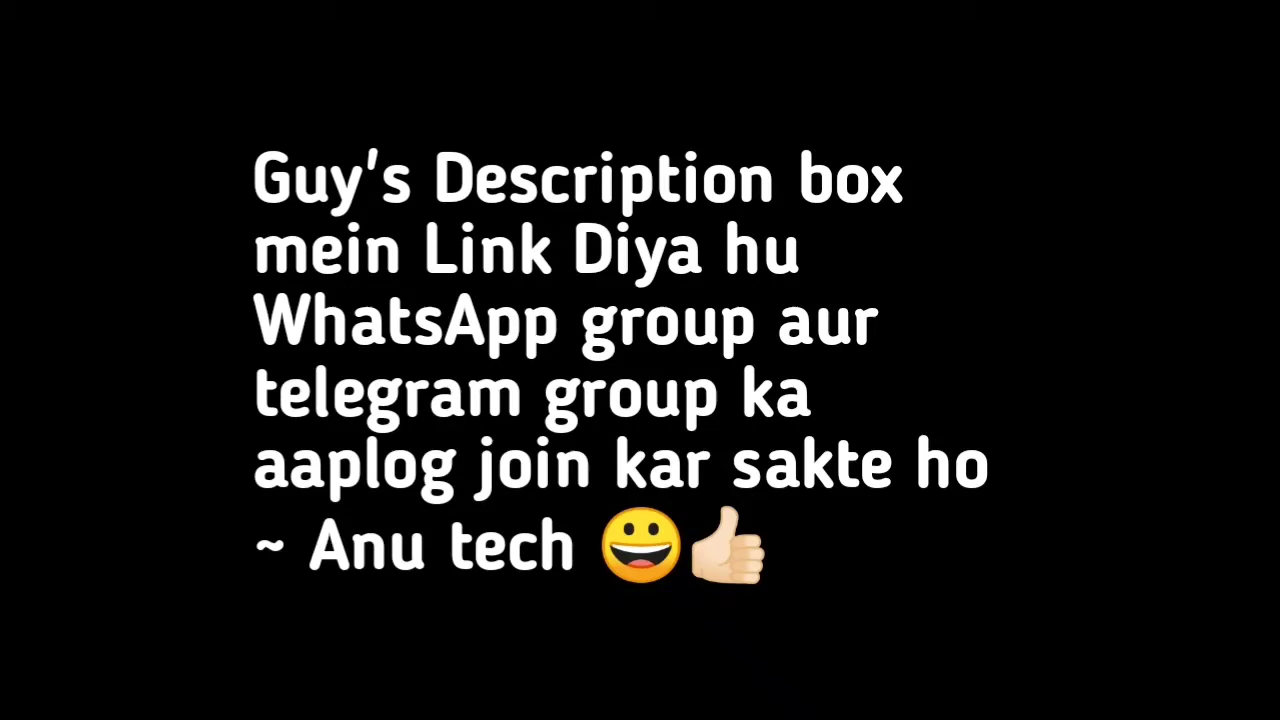 Guy's Description box
mein Link Diya hu
WhatsApp group aur
telegram group ka
aaplog join kar sakte ho
~ Anu tech 😀👍🏻